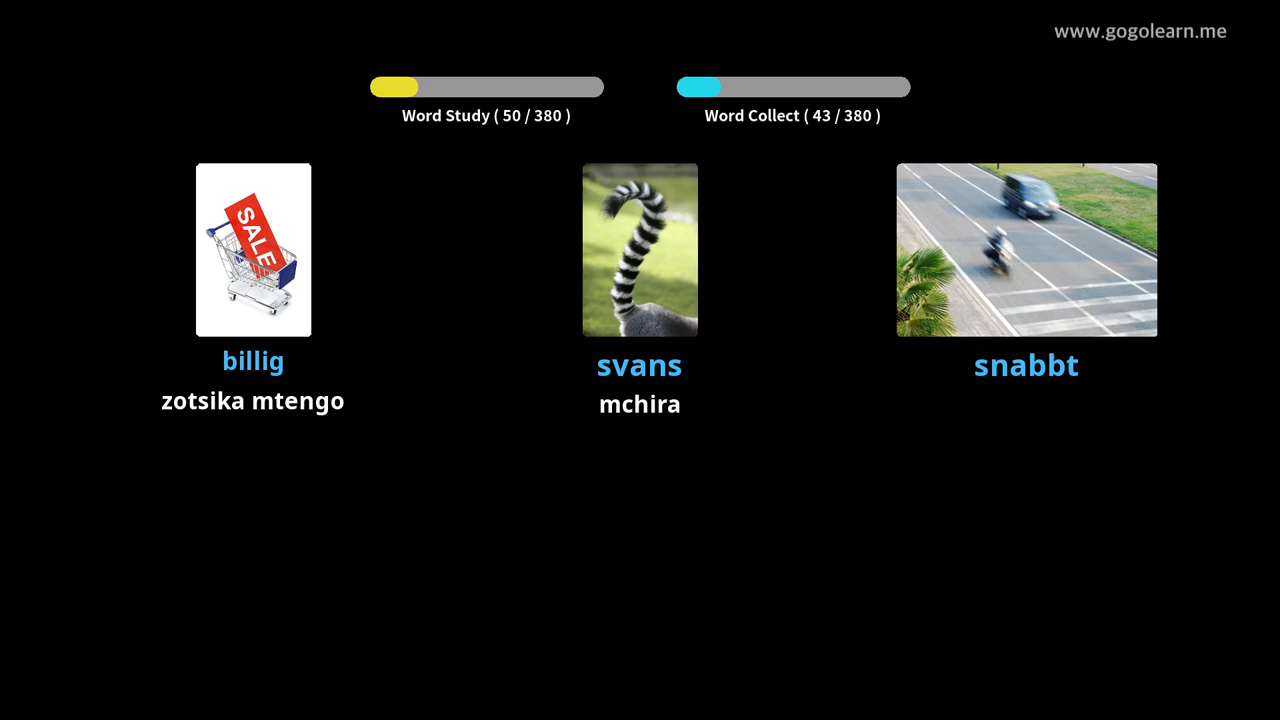 www.gogolearn.me
Word Study ( 50 / 380 )
Word Collect ( 43 / 380 )
SALE
billig
zotsika mtengo
svans
mchira
snabbt